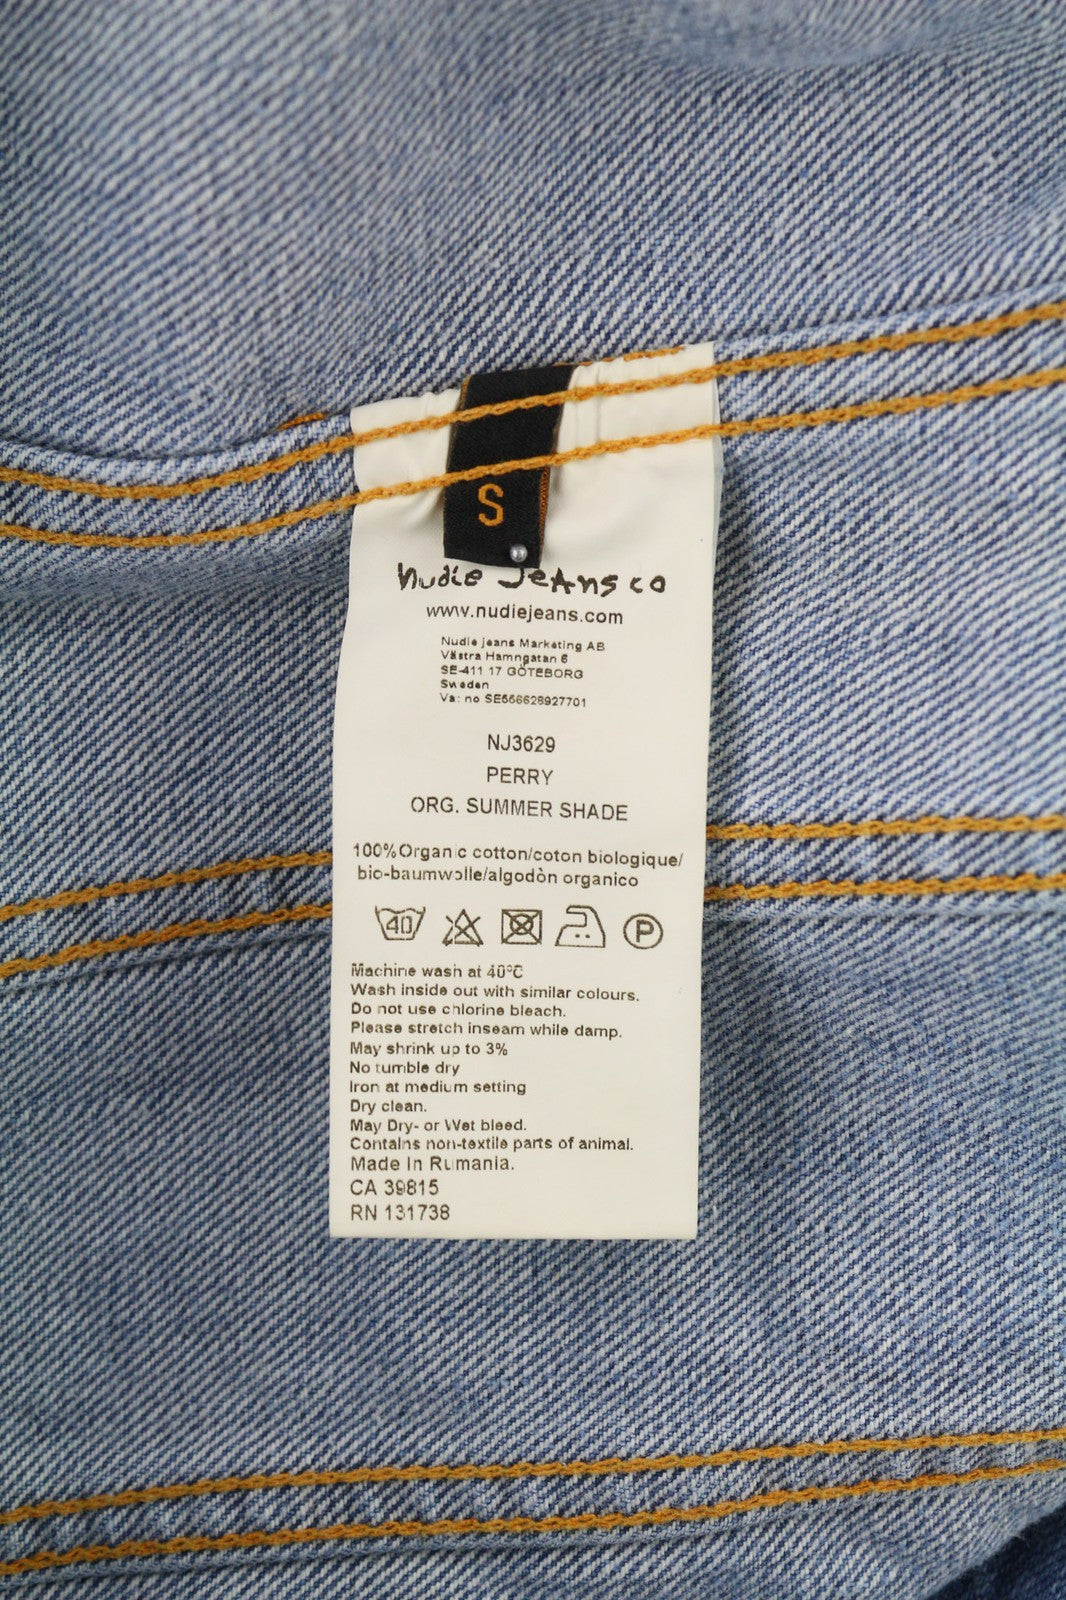 S
nudie Jeans co
www.nudiejeans.com
Nudie jeans Marketing AB
Västra Hamngatan 6
SE-411 17 GÖTEBORG
Sweden
Va: no SE556628927701
NJ3629
PERRY
ORG. SUMMER SHADE
100%Organic cotton/coton biologique/
bio-baumwolle/algodòn organico
40 P
Machine wash at 40°C
Wash inside out with similar colours.
Do not use chlorine bleach.
Please stretch inseam while damp.
May shrink up to 3%
No tumble dry
Iron at medium setting
Dry clean.
May Dry- or Wet bleed.
Contains non-textile parts of animal.
Made In Rumania.
CA 39815
RN 131738